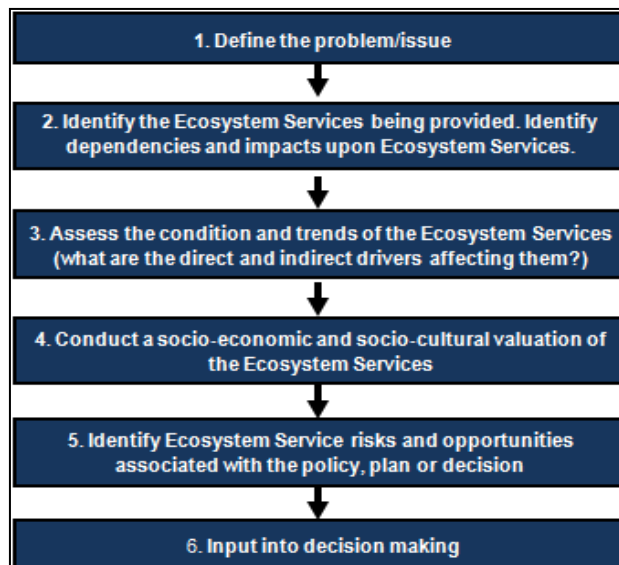 1. Define the problem/issue
2. Identify the Ecosystem Services being provided. Identify
dependencies and impacts upon Ecosystem Services.
3. Assess the condition and trends of the Ecosystem Services
(what are the direct and indirect drivers affecting them?)
4. Conduct a socio-economic and socio-cultural valuation of
the Ecosystem Services
5. Identify Ecosystem Service risks and opportunities
associated with the policy, plan or decision
6. Input into decision making